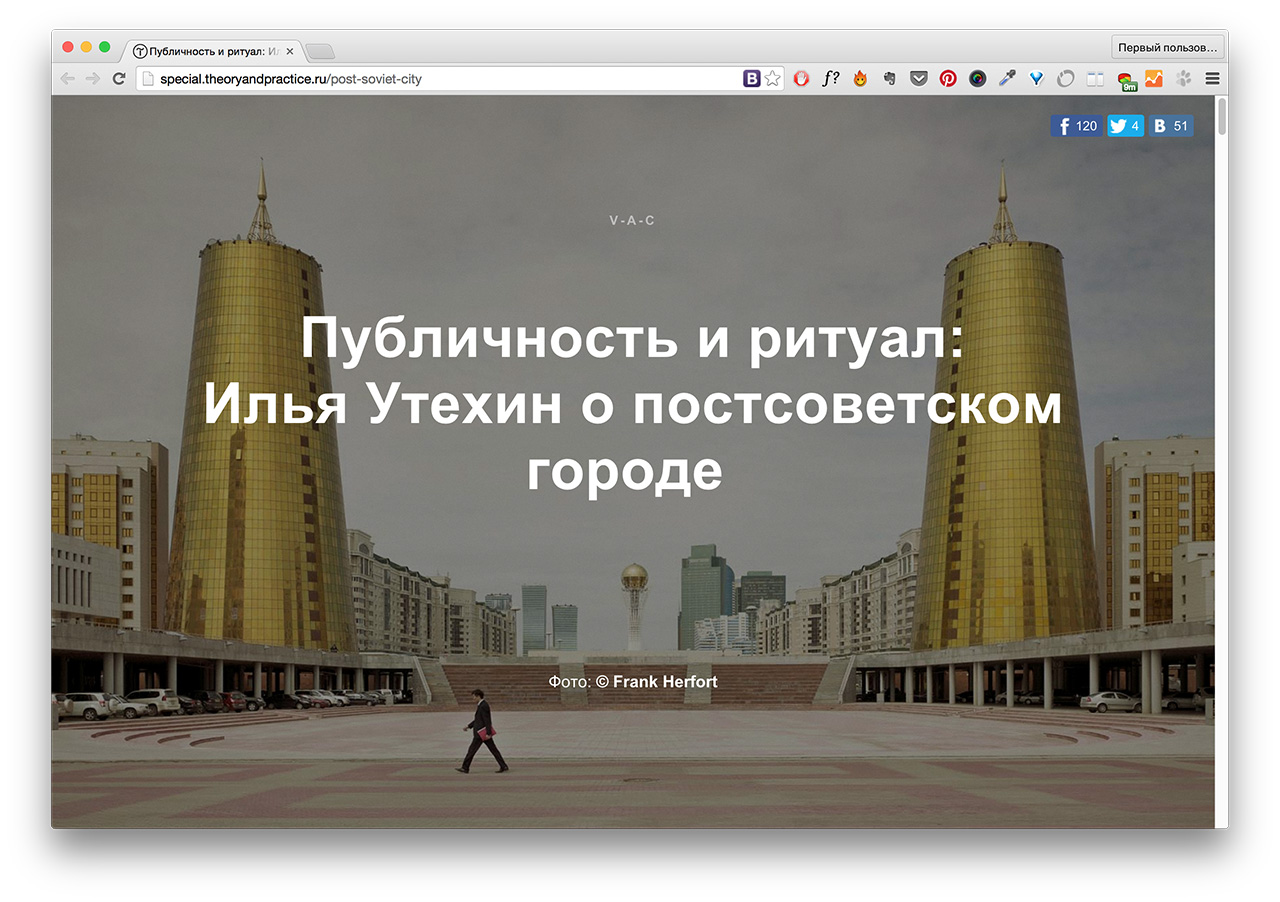 Публичность и ритуал: Ил
Первый пользов…
special.theoryandpractice.ru/post-soviet-city
B
f?
9m
f 120
4
B 51
V-A-C
Публичность и ритуал:
Илья Утехин о постсоветском
городе
Фото: © Frank Herfort